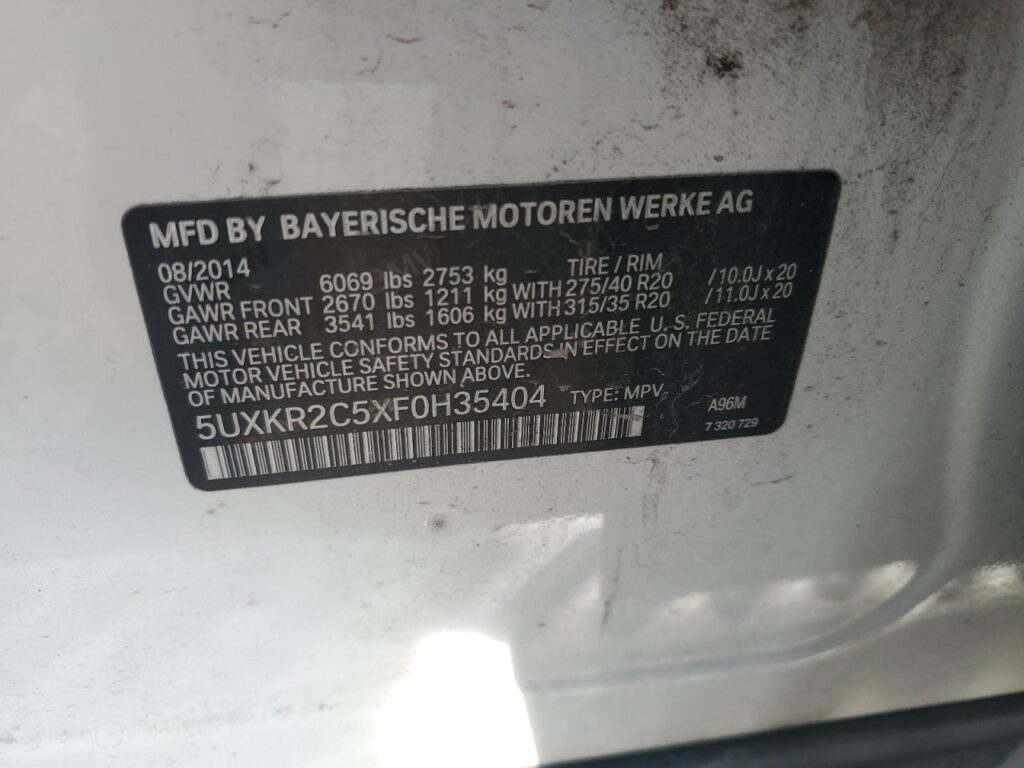 MFD BY BAYERISCHE MOTOREN WERKE AG
08/2014 TIRE / RIM
GVWR 6069 lbs 2753 kg
GAWR FRONT 2670 lbs 1211 kg WITH 275/40 R20 /10.0J x 20
GAWR REAR 3541 lbs 1606 kg WITH 315/35 R20 /11.0J x 20
THIS VEHICLE CONFORMS TO ALL APPLICABLE U.S. FEDERAL
MOTOR VEHICLE SAFETY STANDARDS IN EFFECT ON THE DATE
OF MANUFACTURE SHOWN ABOVE.
5UXKR2C5XF0H35404 TYPE: MPV A96M
7 320 729